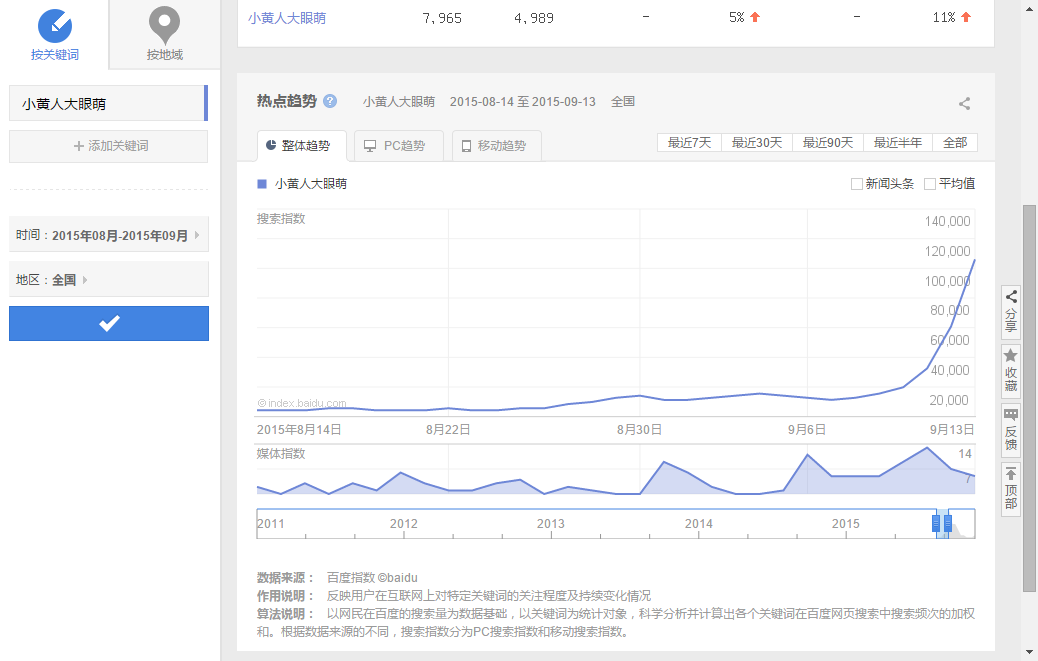 小黄人大眼萌 7,965 4,989 - 5% - 11%
按关键词 按地域
小黄人大眼萌
添加关键词
时间：2015年08月-2015年09月
地区：全国
热点趋势 ? 小黄人大眼萌 2015-08-14 至 2015-09-13 全国
整体趋势 PC趋势 移动趋势 最近7天 最近30天 最近90天 最近半年 全部
小黄人大眼萌 新闻头条 平均值
搜索指数
140,000
120,000
100,000
80,000
60,000
40,000
20,000
©index.baidu.com
2015年8月14日 8月22日 8月30日 9月6日 9月13日
媒体指数 14
7
2011 2012 2013 2014 2015
数据来源： 百度指数 ©baidu
作用说明： 反映用户在互联网上对特定关键词的关注程度及持续变化情况
算法说明： 以网民在百度的搜索量为数据基础，以关键词为统计对象，科学分析并计算出各个关键词在百度网页搜索中搜索频次的加权
和。根据数据来源的不同，搜索指数分为PC搜索指数和移动搜索指数。
分享
收藏
反馈
顶部